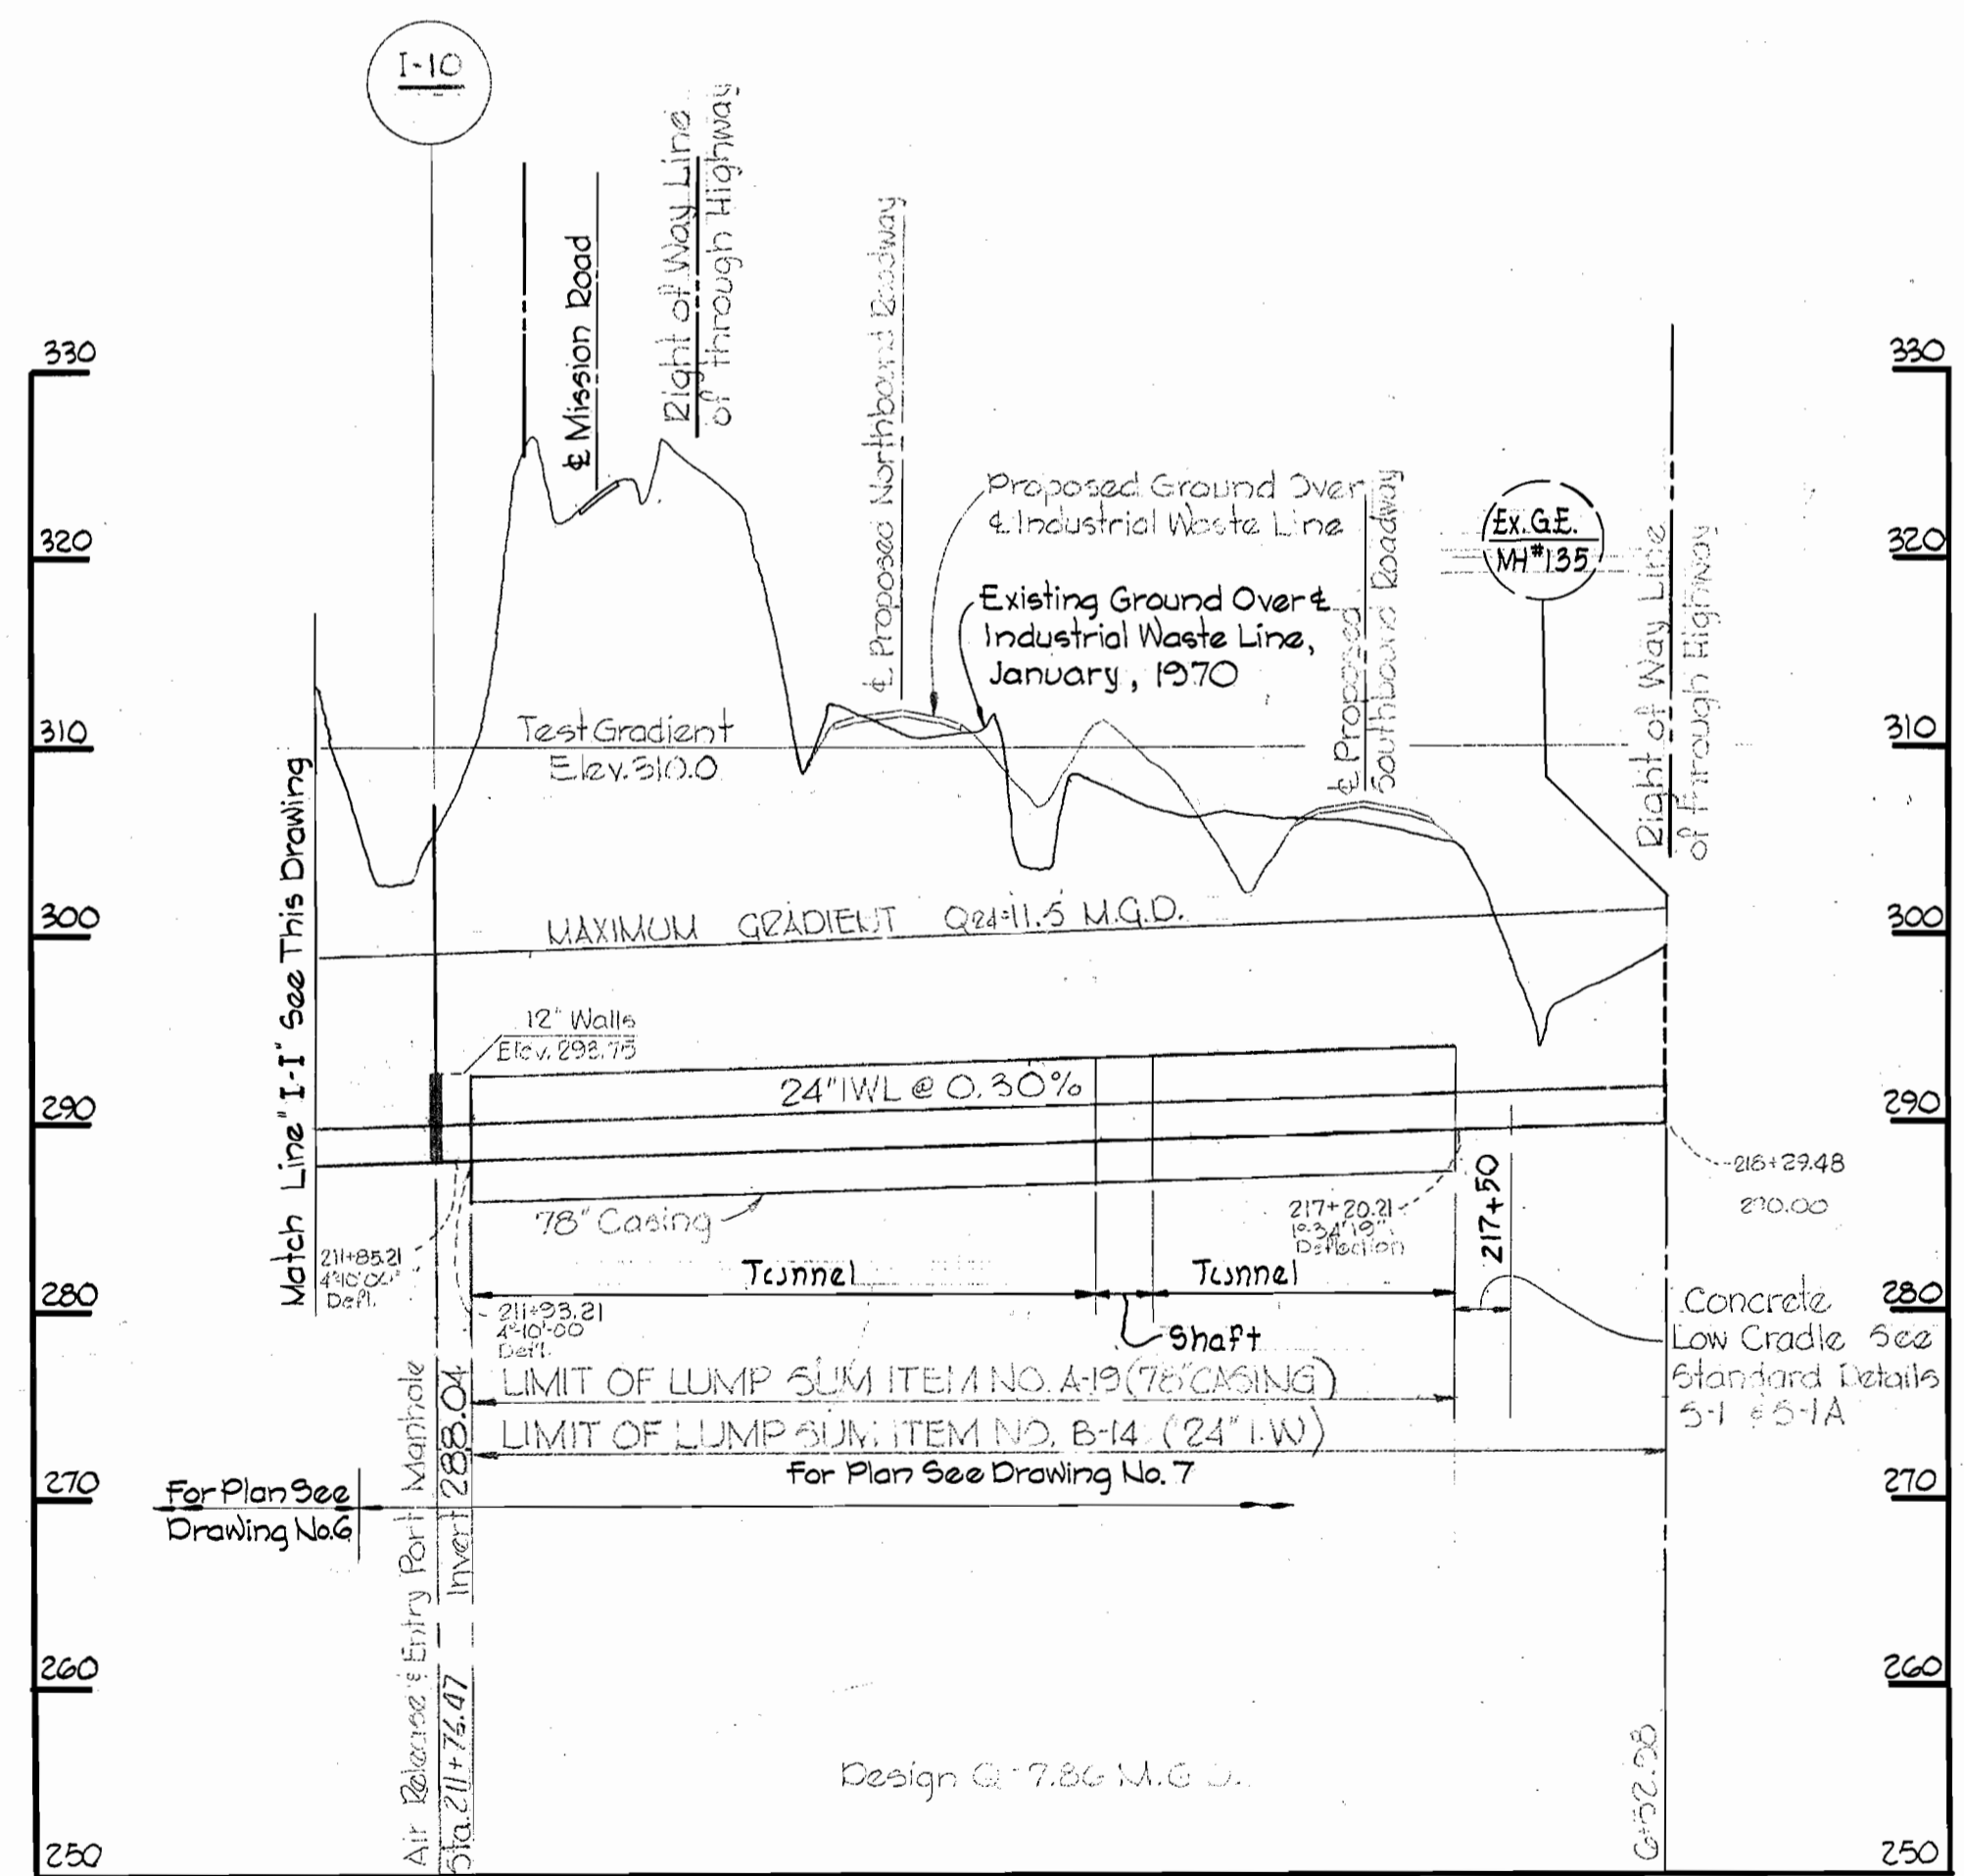 I-10
₵ Mission Road
Right of Way Line
of through Highway
₵ Proposed Northbound Roadway
Proposed Ground Over
₵ Industrial Waste Line
Existing Ground Over ₵
Industrial Waste Line,
January, 1970
₵ Proposed
Southbound Roadway
Ex. G.E.
MH#135
Right of Way Line
of through Highway
330
320
310
300
290
280
270
260
250
330
320
310
300
290
280
270
260
250
Test Gradient
Elev. 310.0
Match Line "I-I" See This Drawing
MAXIMUM GRADIENT Q24=11.5 M.G.D.
12" Walls
Elev. 293.75
24" IWL @ 0.30%
78" Casing
211+85.21
Defl.
211+93.21
4°-10'-00
Defl.
Tunnel
Tunnel
Shaft
217+20.21
1°-34'19"
Deflection
217+50
218+29.48
290.00
Concrete
Low Cradle See
Standard Details
S-1 & S-1A
LIMIT OF LUMP SUM ITEM NO. A-19 (78" CASING)
LIMIT OF LUMP SUM ITEM NO. B-14 (24" I.W)
For Plan See Drawing No. 7
For Plan See
Drawing No. 6
Air Release & Entry Port Manhole
Sta. 211+76.47 Invert 288.04
Design Q-7.86 M.G.D.